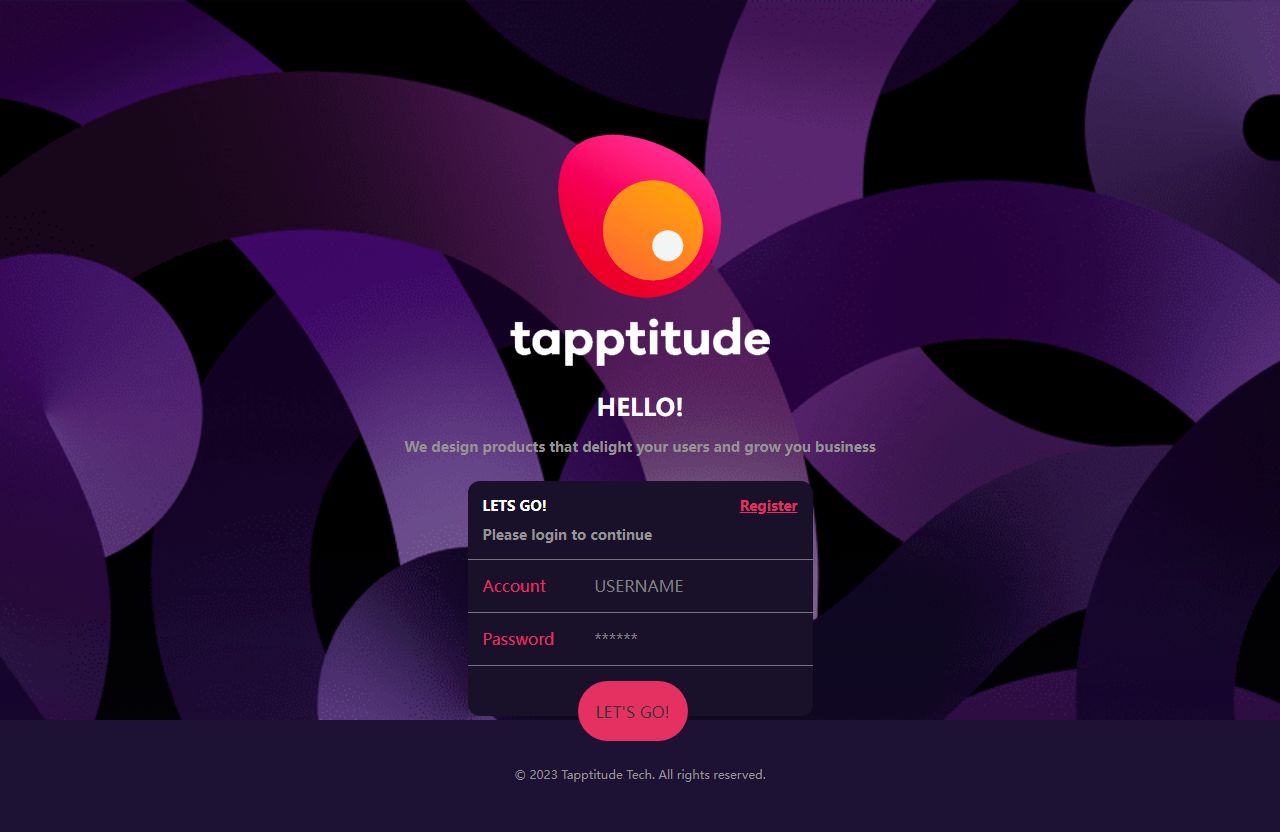 tapptitude
HELLO!
We design products that delight your users and grow you business
LETS GO! Register
Please login to continue
Account USERNAME
Password ******
LET'S GO!
© 2023 Tapptitude Tech. All rights reserved.